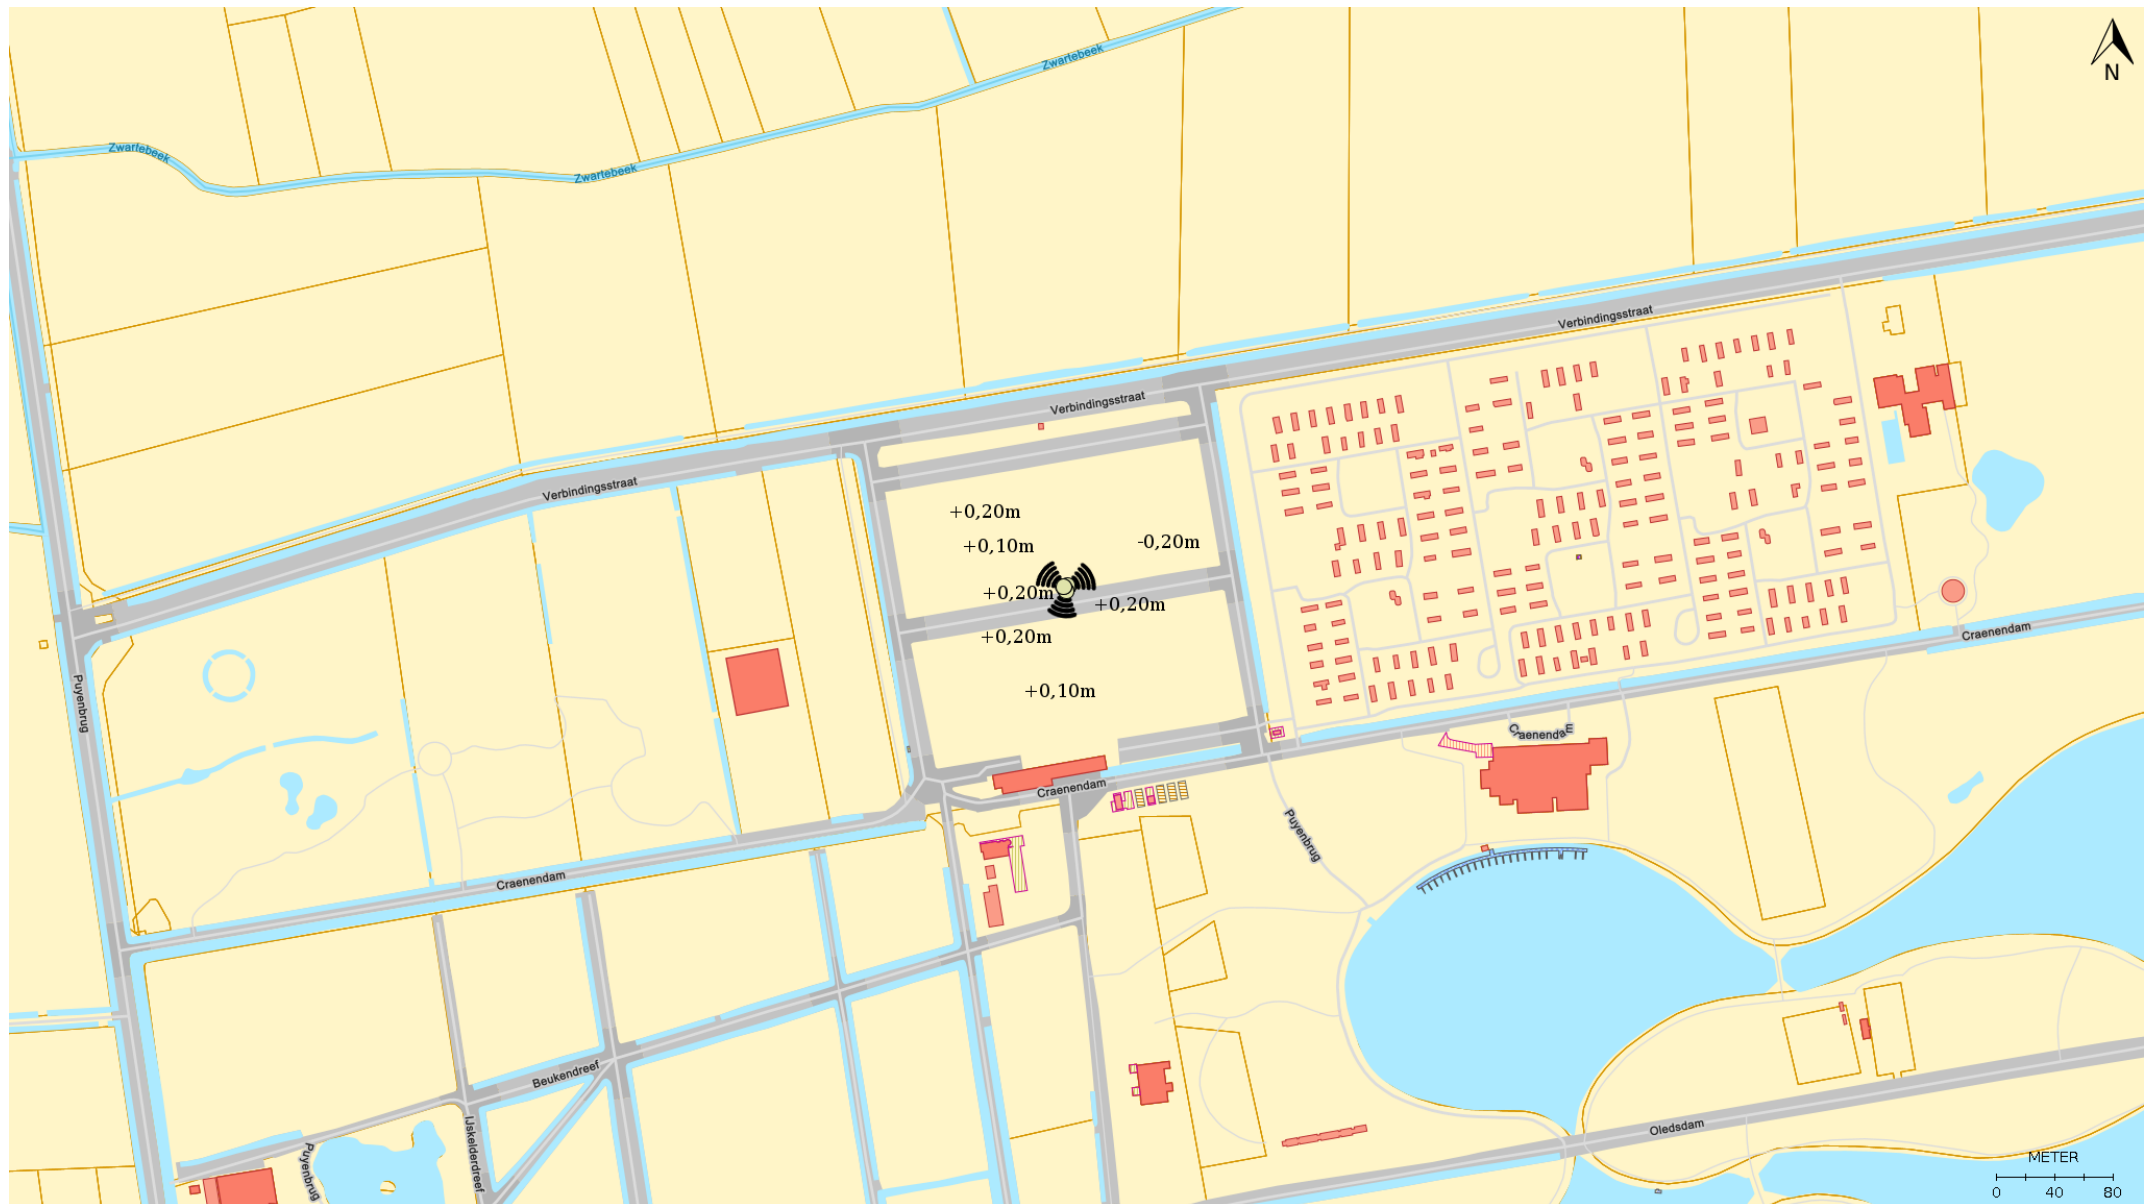 Zwartebeek
N
Zwartebeek
Zwartebeek
Verbindingsstraat
Verbindingsstraat
Verbindingsstraat
+0,20m
+0,10m
-0,20m
+0,20m
+0,20m
+0,20m
+0,10m
Craenendam
Puyenbrug
Craenendam
Craenendam
Puyenbrug
Craenendam
Beukendreef
IJskelderdreef
Puyenbrug
Oledsdam
METER
0 40 80